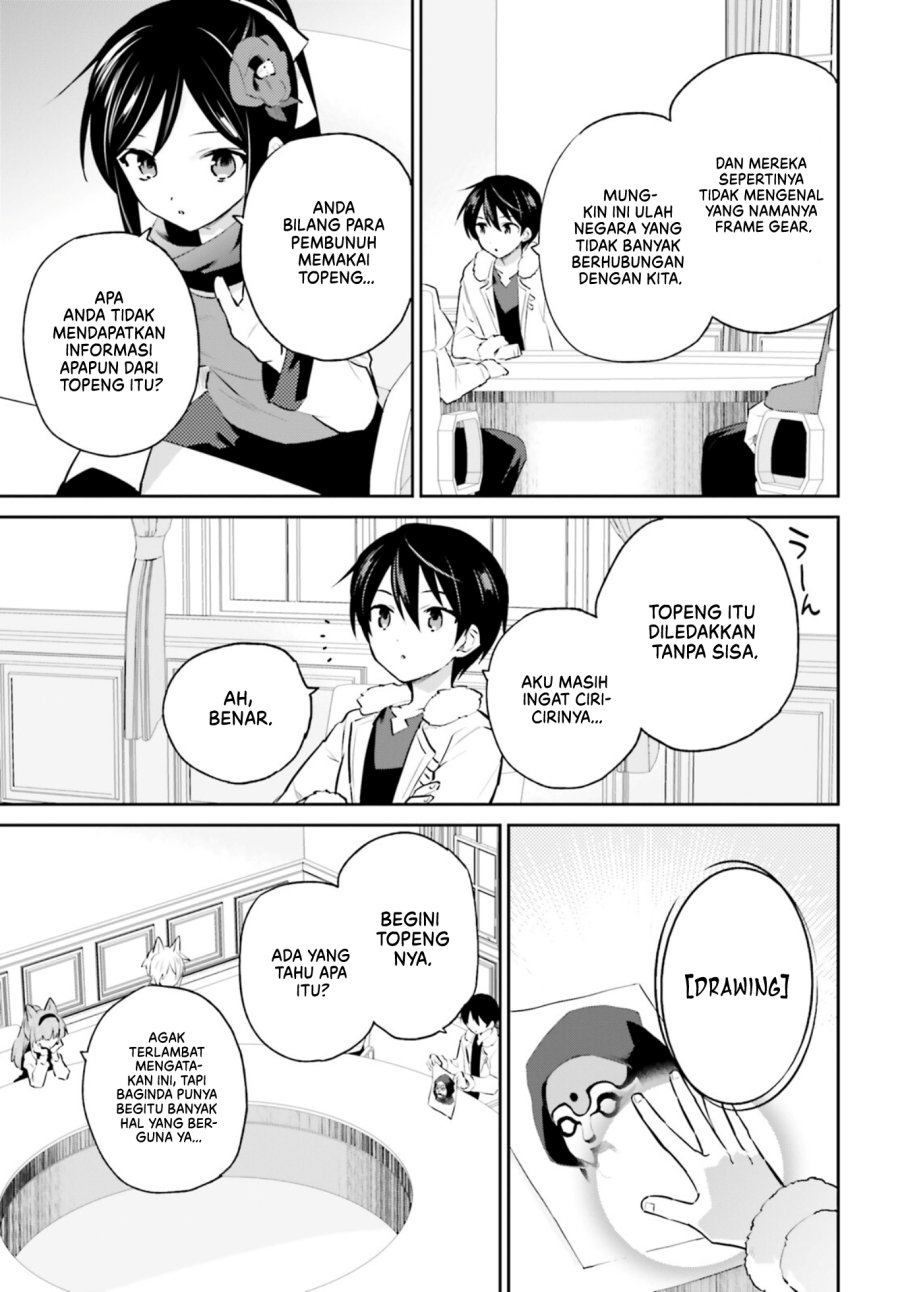 DAN MEREKA
SEPERTINYA
TIDAK MENGENAL
YANG NAMANYA
FRAME GEAR.
MUNG-
KIN INI ULAH
NEGARA YANG
TIDAK BANYAK
BERHUBUNGAN
DENGAN KITA.
ANDA
BILANG PARA
PEMBUNUH
MEMAKAI
TOPENG...
APA
ANDA TIDAK
MENDAPATKAN
INFORMASI
APAPUN DARI
TOPENG ITU?
うーん
TOPENG ITU
DILEDAKKAN
TANPA SISA.
AKU MASIH
INGAT CIRI-
CIRINYA...
AH,
BENAR.
[DRAWING]
BEGINI
TOPENG
NYA.
ADA YANG
TAHU APA
ITU?
AGAK
TERLAMBAT
MENGATA-
KAN INI, TAPI
BAGINDA PUNYA
BEGITU BANYAK
HAL YANG BER-
GUNA YA...